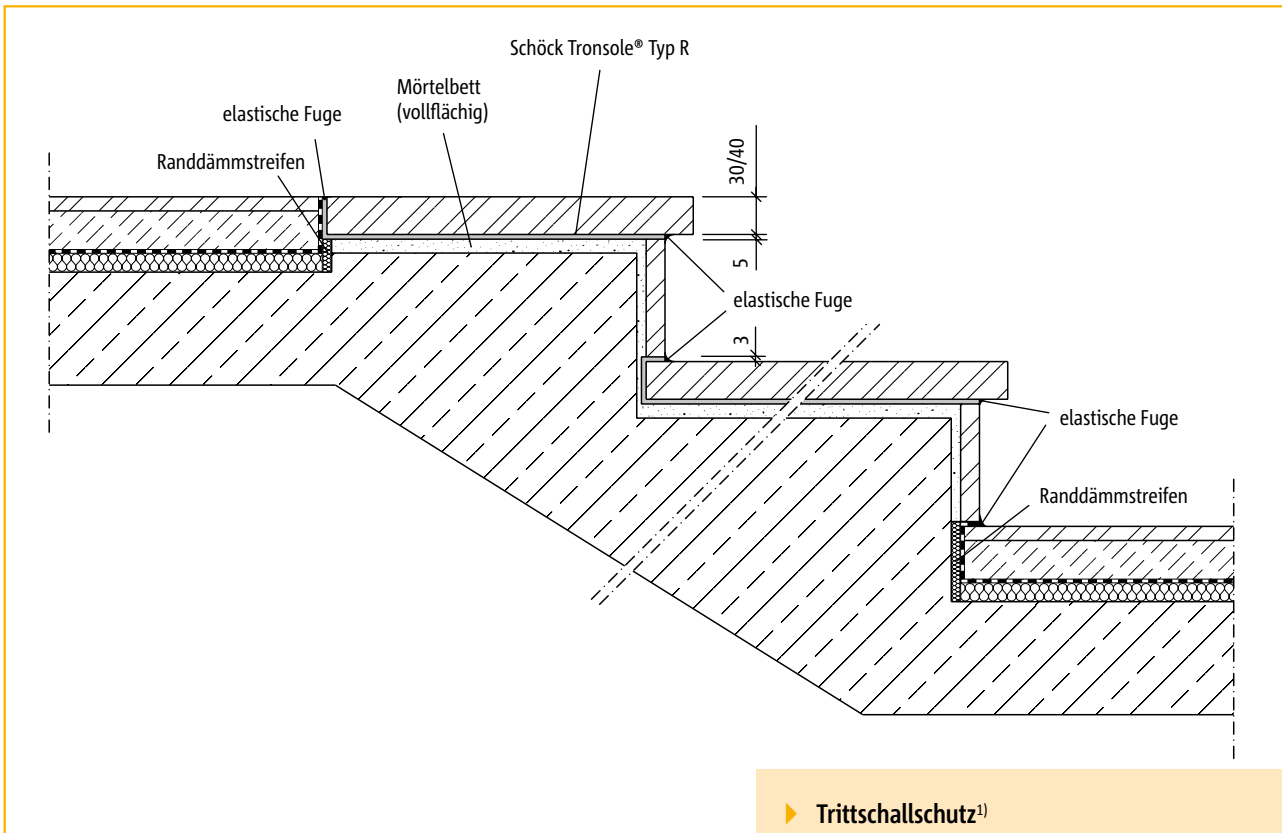 Schöck Tronsole® Typ R
Mörtelbett
(vollflächig)
elastische Fuge
Randdämmstreifen
30/40
5
elastische Fuge
3
elastische Fuge
Randdämmstreifen
Trittschallschutz¹⁾